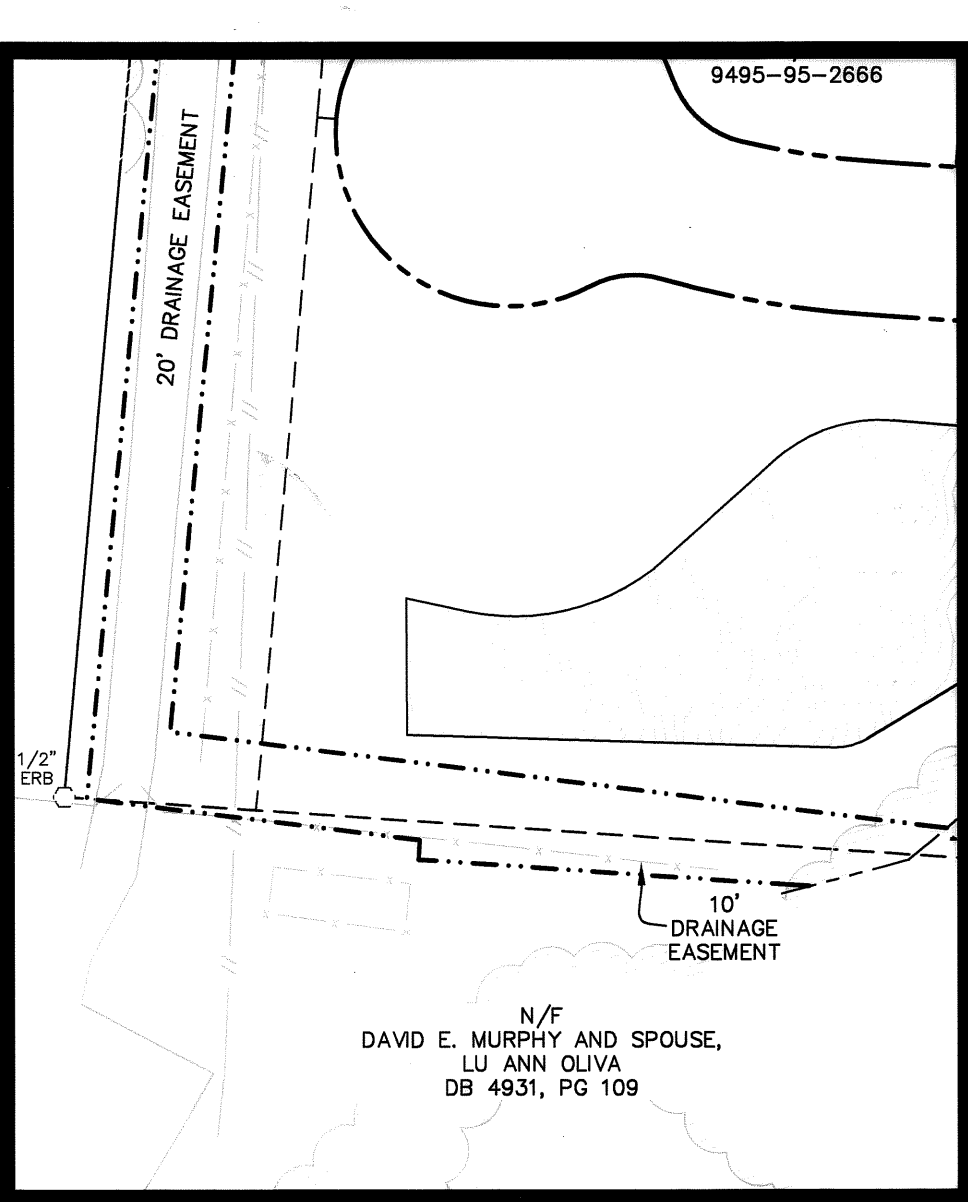 9495-95-2666
20' DRAINAGE EASEMENT
1/2"
ERB
10'
DRAINAGE
EASEMENT
N/F
DAVID E. MURPHY AND SPOUSE,
LU ANN OLIVA
DB 4931, PG 109